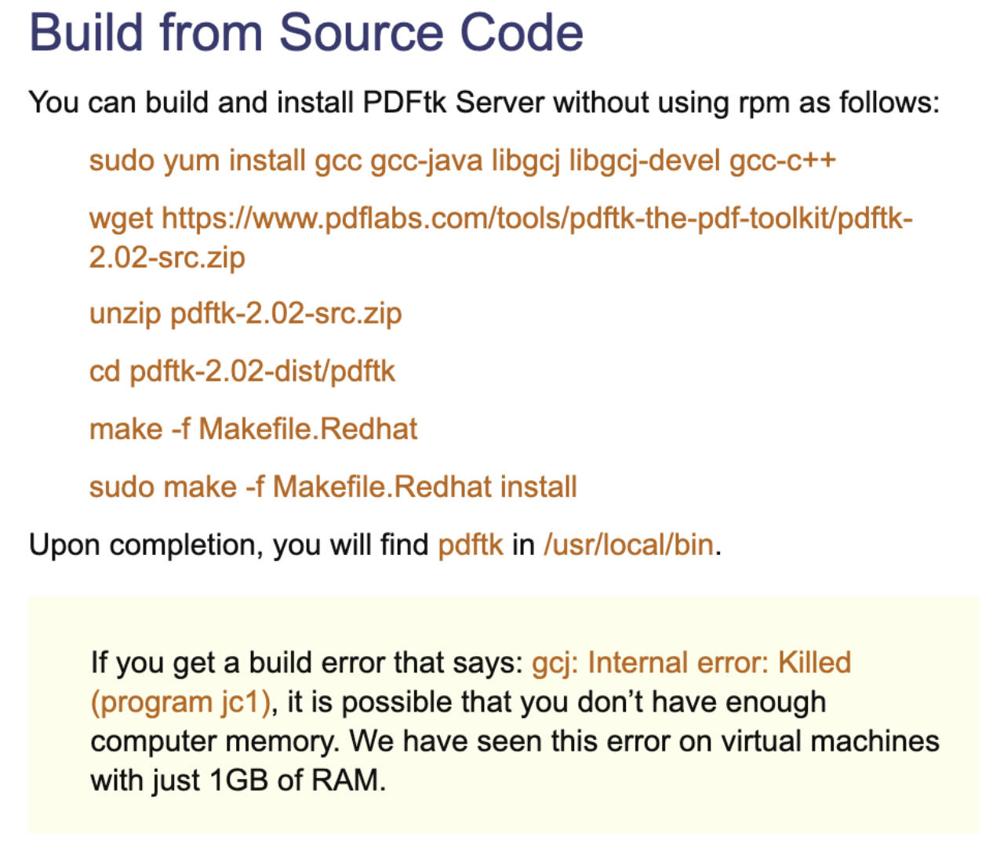 Build from Source Code
You can build and install PDFtk Server without using rpm as follows:
sudo yum install gcc gcc-java libgcj libgcj-devel gcc-c++
wget https://www.pdflabs.com/tools/pdftk-the-pdf-toolkit/pdftk-
2.02-src.zip
unzip pdftk-2.02-src.zip
cd pdftk-2.02-dist/pdftk
make -f Makefile.Redhat
sudo make -f Makefile.Redhat install
Upon completion, you will find pdftk in /usr/local/bin.
If you get a build error that says: gcj: Internal error: Killed
(program jc1), it is possible that you don’t have enough
computer memory. We have seen this error on virtual machines
with just 1GB of RAM.